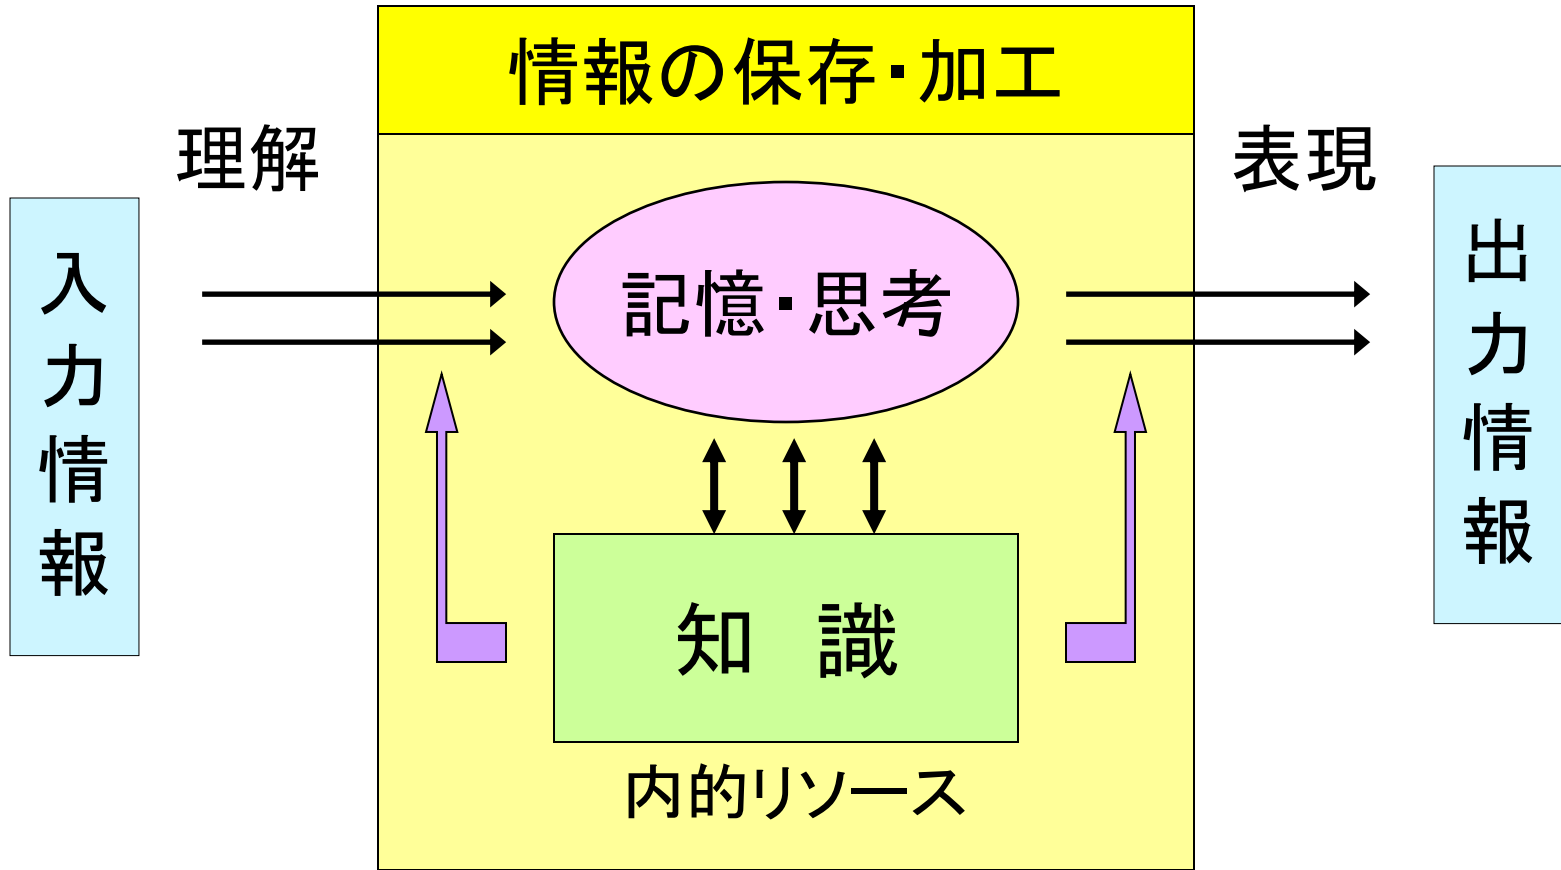 情報の保存・加工
理解
表現
入力情報
記憶・思考
出力情報
知　識
内的リソース